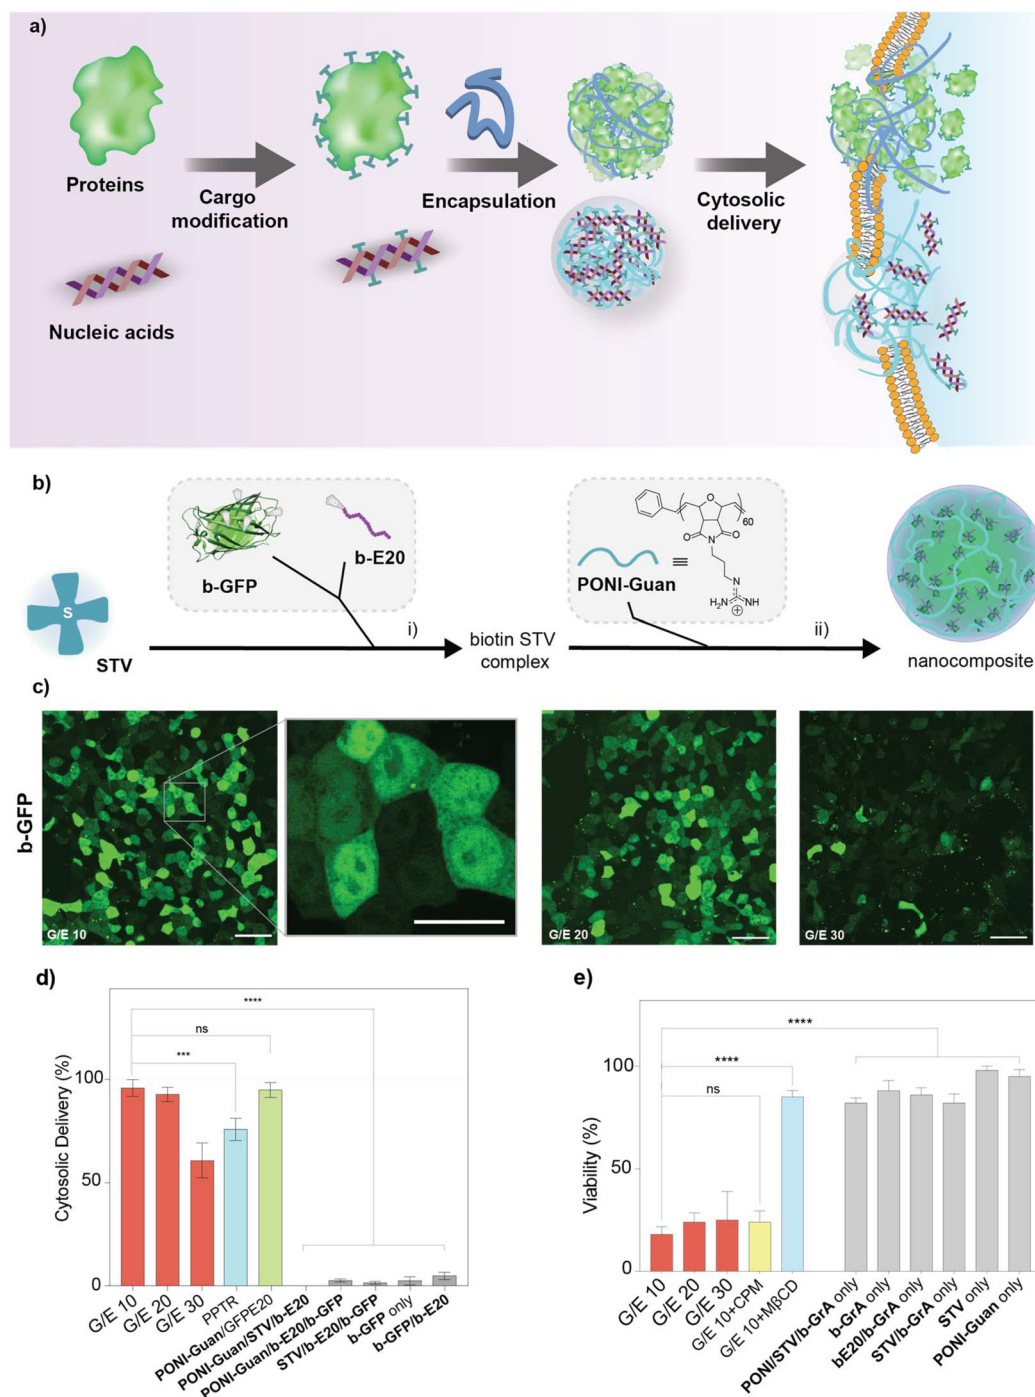 a)
Proteins
Cargo
modification
Encapsulation
Cytosolic
delivery
Nucleic acids
b)
S
STV
b-GFP
b-E20
i)
biotin STV
complex
PONI-Guan
≡
O
60
O
N
O
N
H₂N
NH
+
ii)
nanocomposite
c)
b-GFP
G/E 10
G/E 20
G/E 30
d)
****
ns
***
Cytosolic Delivery (%)
100
50
0
G/E 10
G/E 20
G/E 30
PPTR
PONI-Guan/GFPE20
PONI-Guan/STV/b-E20
PONI-Guan/b-E20/b-GFP
STV/b-E20/b-GFP
b-GFP only
b-GFP/b-E20
e)
****
****
ns
Viability (%)
100
50
0
G/E 10
G/E 20
G/E 30
G/E 10+CPM
G/E 10+MβCD
PONI/STV/b-GrA only
b-GrA only
bE20/b-GrA only
STV/b-GrA only
STV only
PONI-Guan only